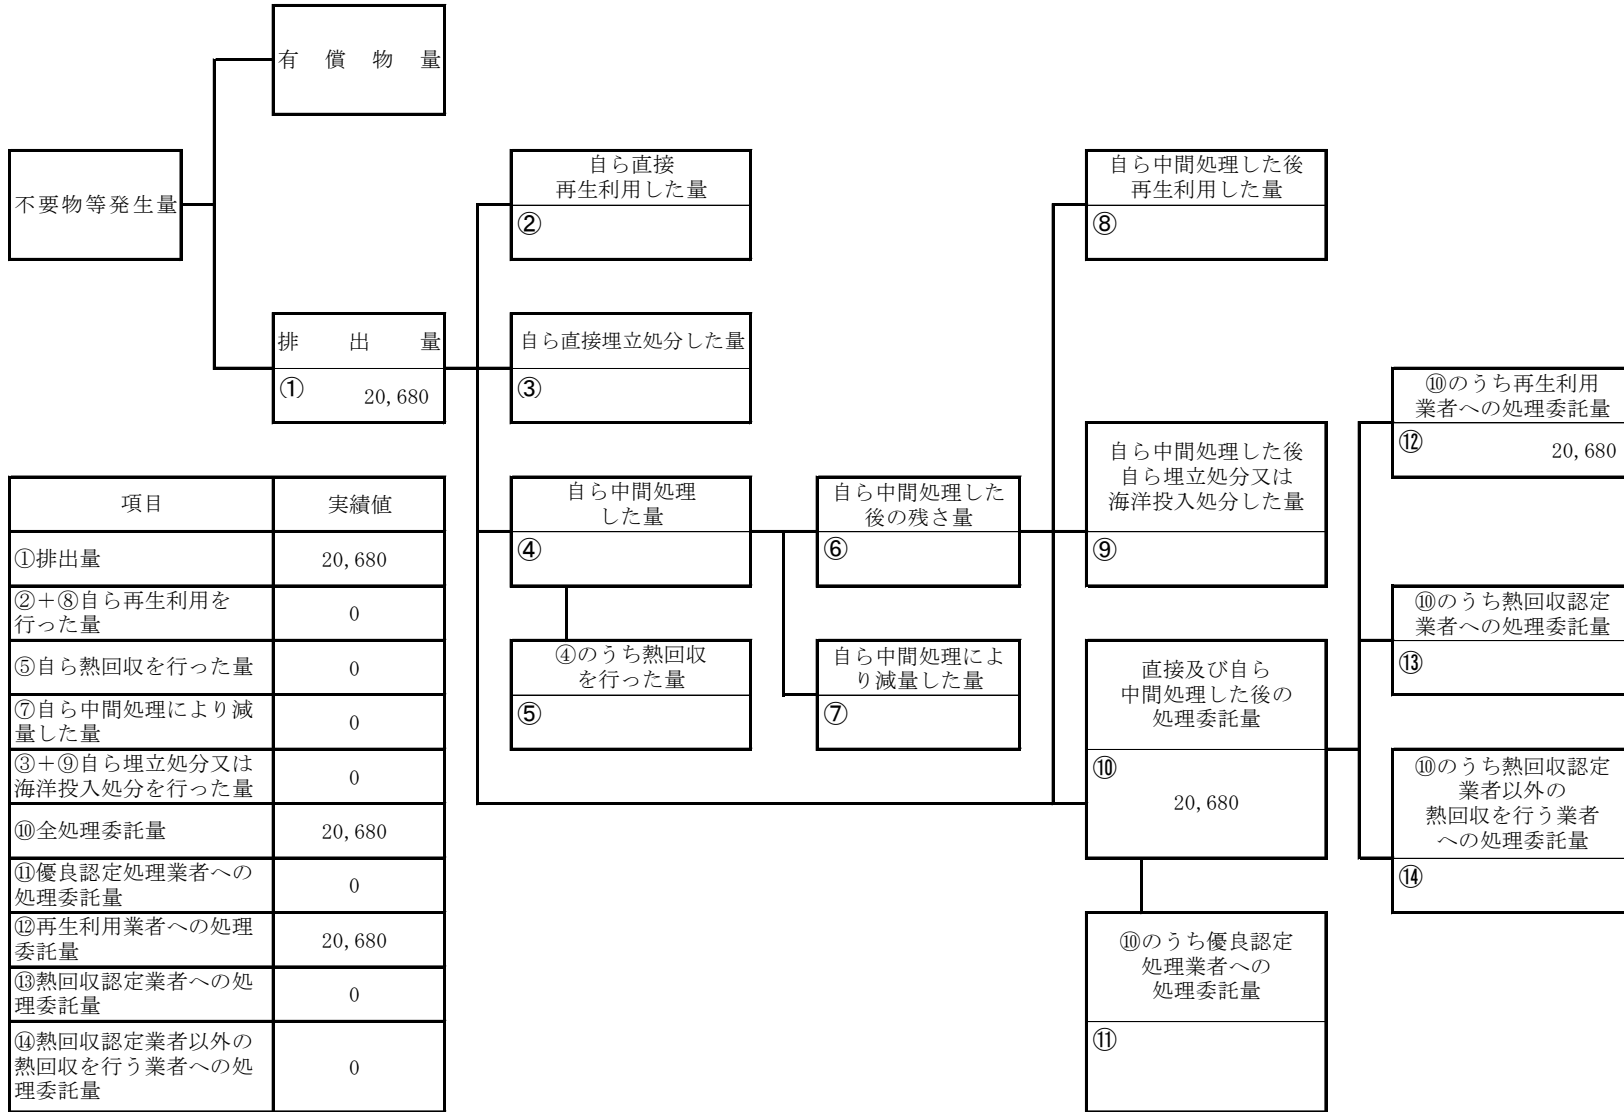 有償物量
不要物等発生量
排出量
① 20,680
自ら直接
再生利用した量
②
自ら直接埋立処分した量
③
自ら中間処理
した量
④
④のうち熱回収
を行った量
⑤
自ら中間処理した
後の残さ量
⑥
自ら中間処理によ
り減量した量
⑦
自ら中間処理した後
再生利用した量
⑧
自ら中間処理した後
自ら埋立処分又は
海洋投入処分した量
⑨
直接及び自ら
中間処理した後の
処理委託量
⑩
20,680
⑩のうち優良認定
処理業者への
処理委託量
⑪
⑩のうち再生利用
業者への処理委託量
⑫ 20,680
⑩のうち熱回収認定
業者への処理委託量
⑬
⑩のうち熱回収認定
業者以外の
熱回収を行う業者
への処理委託量
⑭
項目 実績値
①排出量 20,680
②+⑧自ら再生利用を
行った量 0
⑤自ら熱回収を行った量 0
⑦自ら中間処理により減
量した量 0
③+⑨自ら埋立処分又は
海洋投入処分を行った量 0
⑩全処理委託量 20,680
⑪優良認定処理業者への
処理委託量 0
⑫再生利用業者への処理
委託量 20,680
⑬熱回収認定業者への処
理委託量 0
⑭熱回収認定業者以外の
熱回収を行う業者への処
理委託量 0